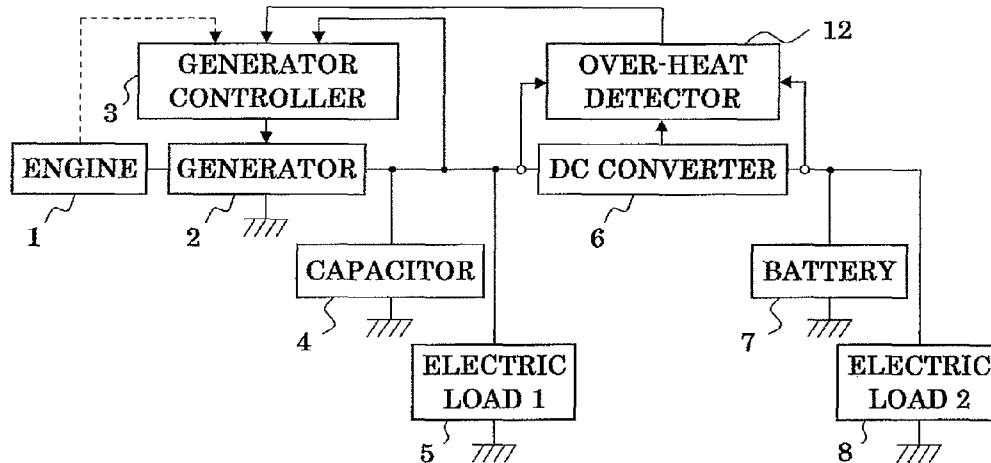 12
GENERATOR
CONTROLLER
3
OVER-HEAT
DETECTOR
ENGINE
1
GENERATOR
2
DC CONVERTER
6
CAPACITOR
4
BATTERY
7
ELECTRIC
LOAD 1
5
ELECTRIC
LOAD 2
8